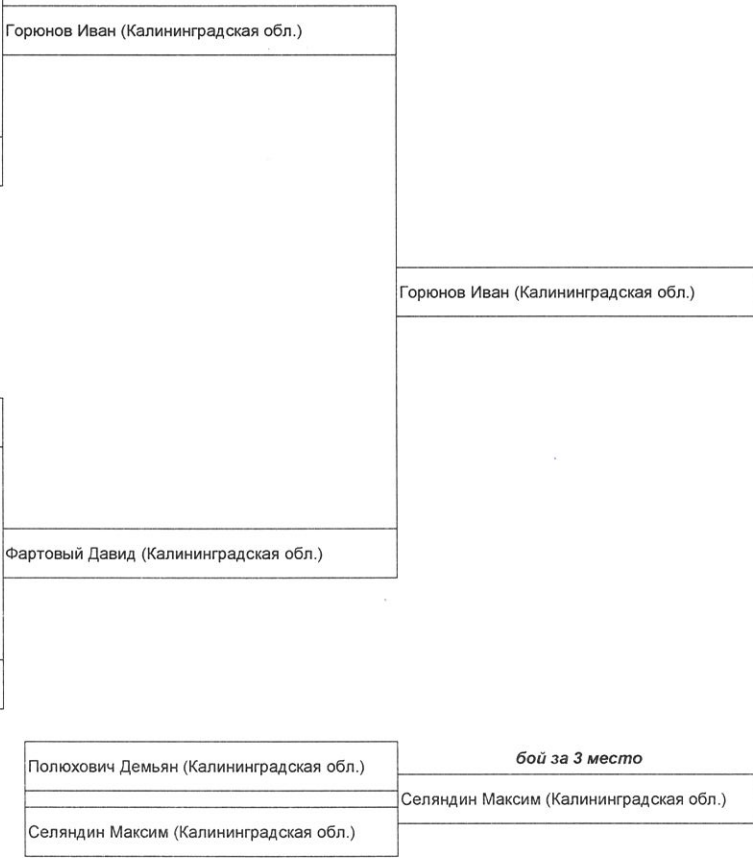 Горюнов Иван (Калининградская обл.)
Горюнов Иван (Калининградская обл.)
Фартовый Давид (Калининградская обл.)
Полюхович Демьян (Калининградская обл.)
бой за 3 место
Селяндин Максим (Калининградская обл.)
Селяндин Максим (Калининградская обл.)